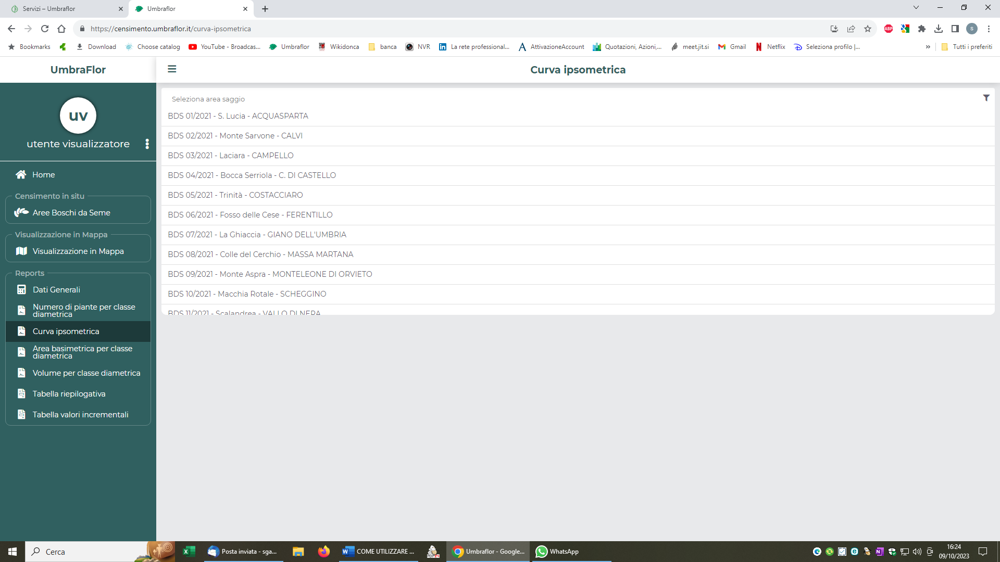 Servizi – Umbraflor
Umbraflor
https://censimento.umbraflor.it/curva-ipsometrica
ABP
S
Bookmarks
Download
Choose catalog
YouTube - Broadcas...
Umbraflor
Wikidonca
banca
NVR
La rete professional...
AttivazioneAccount
Quotazioni, Azioni,...
meet.jit.si
Gmail
Netflix
Seleziona profilo |...
»
Tutti i preferiti
UmbraFlor
Curva ipsometrica
uv
utente visualizzatore
Home
Censimento in situ
Aree Boschi da Seme
Visualizzazione in Mappa
Visualizzazione in Mappa
Reports
Dati Generali
Numero di piante per classe
diametrica
Curva ipsometrica
Area basimetrica per classe
diametrica
Volume per classe diametrica
Tabella riepilogativa
Tabella valori incrementali
Seleziona area saggio
BDS 01/2021 - S. Lucia - ACQUASPARTA
BDS 02/2021 - Monte Sarvone - CALVI
BDS 03/2021 - Laciara - CAMPELLO
BDS 04/2021 - Bocca Serriola - C. DI CASTELLO
BDS 05/2021 - Trinità - COSTACCIARO
BDS 06/2021 - Fosso delle Cese - FERENTILLO
BDS 07/2021 - La Ghiaccia - GIANO DELL'UMBRIA
BDS 08/2021 - Colle del Cerchio - MASSA MARTANA
BDS 09/2021 - Monte Aspra - MONTELEONE DI ORVIETO
BDS 10/2021 - Macchia Rotale - SCHEGGINO
BDS 11/2021 - Scalandrea - VALLO DI NERA
Cerca
Posta inviata - sga...
COME UTILIZZARE ...
Umbraflor - Google...
WhatsApp
16:24
09/10/2023